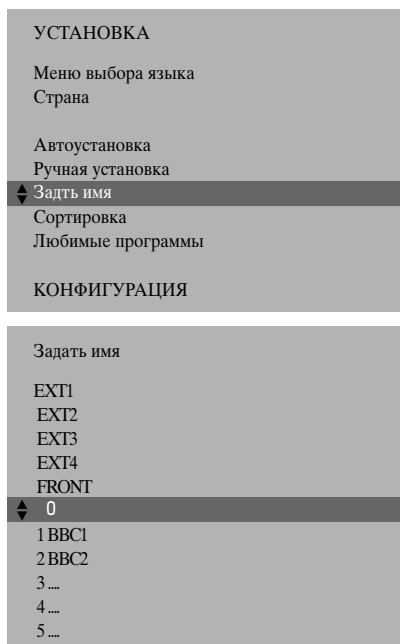 УСТАНОВКА
Меню выбора языка
Страна
Автоустановка
Ручная установка
Задть имя
Сортировка
Любимые программы
КОНФИГУРАЦИЯ
Задать имя
EXT1
EXT2
EXT3
EXT4
FRONT
0
1 BBC1
2 BBC2
3 ....
4 ....
5 ....